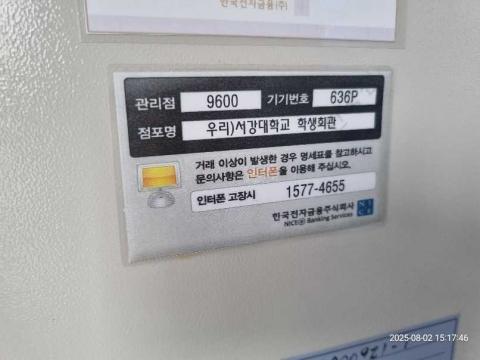 한국전자금융(주)
관리점 9600 기기번호 636P
점포명 우리)서강대학교 학생회관
거래 이상이 발생한 경우 명세표를 참고하시고
문의사항은 인터폰을 이용해 주십시오.
인터폰 고장시 1577-4655
한국전자금융주식회사
NICE Banking Services
NICE
2025-08-02 15:17:46